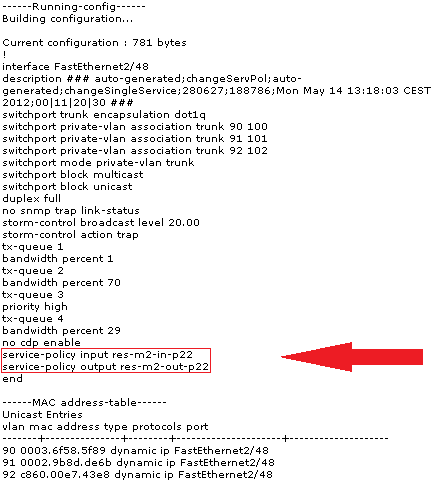 ------Running-config------
Building configuration...
Current configuration : 781 bytes
!
interface FastEthernet2/48
description ### auto-generated;changeServPol;auto-
generated;changeSingleService;280627;188786;Mon May 14 13:18:03 CEST
2012;00|11|20|30 ###
switchport trunk encapsulation dot1q
switchport private-vlan association trunk 90 100
switchport private-vlan association trunk 91 101
switchport private-vlan association trunk 92 102
switchport mode private-vlan trunk
switchport block multicast
switchport block unicast
duplex full
no snmp trap link-status
storm-control broadcast level 20.00
storm-control action trap
tx-queue 1
bandwidth percent 1
tx-queue 2
bandwidth percent 70
tx-queue 3
priority high
tx-queue 4
bandwidth percent 29
no cdp enable
service-policy input res-m2-in-p22
service-policy output res-m2-out-p22
end
------MAC address-table------
Unicast Entries
vlan mac address type protocols port
-------+---------------+--------+---------------------+--------------------
90 0003.6f58.5f89 dynamic ip FastEthernet2/48
91 0002.9b8d.de6b dynamic ip FastEthernet2/48
92 c860.00e7.43e8 dynamic ip FastEthernet2/48